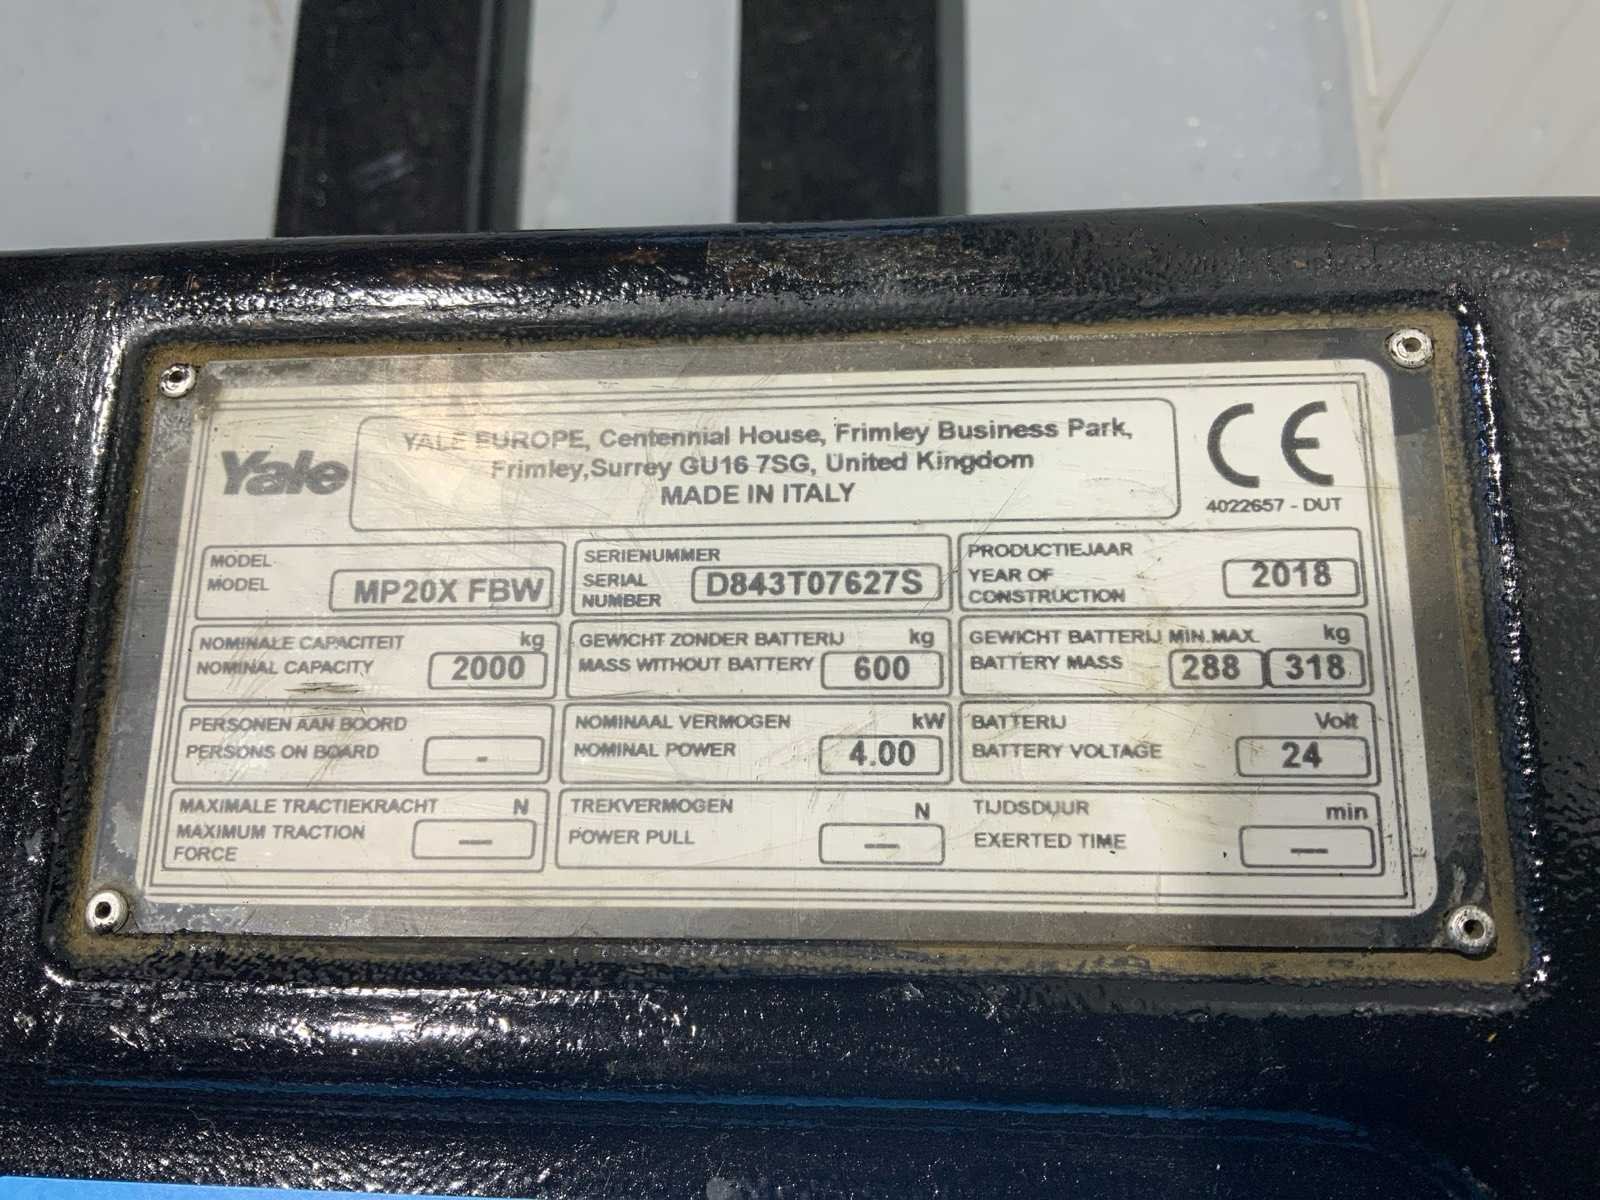 Yale
YALE EUROPE, Centennial House, Frimley Business Park,
Frimley,Surrey GU16 7SG, United Kingdom
MADE IN ITALY
CE
4022657 - DUT
MODEL
MODEL
MP20X FBW
SERIENUMMER
SERIAL
NUMBER
D843T07627S
PRODUCTIEJAAR
YEAR OF
CONSTRUCTION
2018
NOMINALE CAPACITEIT kg
NOMINAL CAPACITY 2000
GEWICHT ZONDER BATTERIJ kg
MASS WITHOUT BATTERY 600
GEWICHT BATTERIJ MIN.MAX. kg
BATTERY MASS 288 318
PERSONEN AAN BOORD
PERSONS ON BOARD -
NOMINAAL VERMOGEN kW
NOMINAL POWER 4.00
BATTERIJ Volt
BATTERY VOLTAGE 24
MAXIMALE TRACTIEKRACHT N
MAXIMUM TRACTION
FORCE —
TREKVERMOGEN N
POWER PULL —
TIJDSDUUR min
EXERTED TIME —